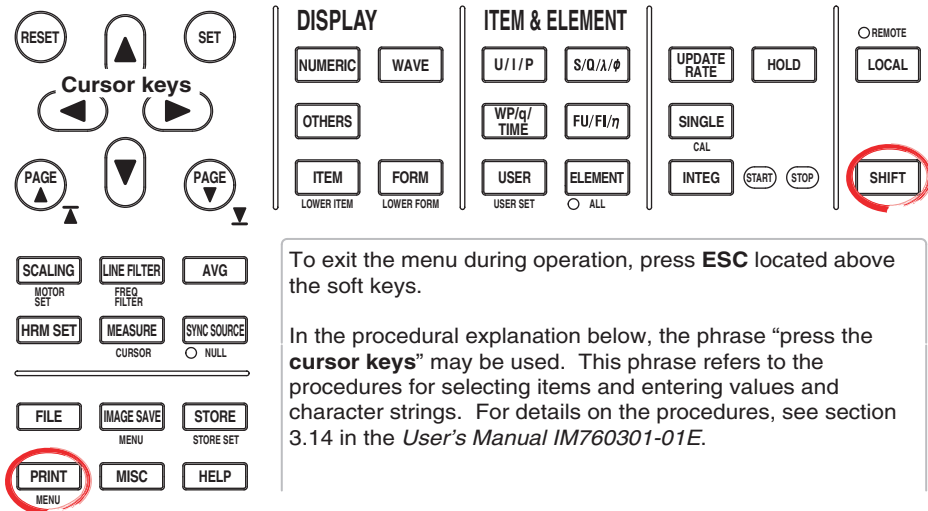 DISPLAY
ITEM & ELEMENT
RESET
SET
REMOTE
NUMERIC
WAVE
U / I / P
S/Q/λ/ϕ
UPDATE
RATE
HOLD
LOCAL
Cursor keys
OTHERS
WP/q/
TIME
FU/FI/η
SINGLE
CAL
PAGE
PAGE
ITEM
FORM
USER
ELEMENT
INTEG
START
STOP
SHIFT
LOWER ITEM
LOWER FORM
USER SET
ALL
SCALING
LINE FILTER
AVG
MOTOR
SET
FREQ
FILTER
HRM SET
MEASURE
SYNC SOURCE
CURSOR
NULL
FILE
IMAGE SAVE
STORE
MENU
STORE SET
PRINT
MISC
HELP
MENU
To exit the menu during operation, press ESC located above
the soft keys.
In the procedural explanation below, the phrase “press the
cursor keys” may be used. This phrase refers to the
procedures for selecting items and entering values and
character strings. For details on the procedures, see section
3.14 in the User’s Manual IM760301-01E.